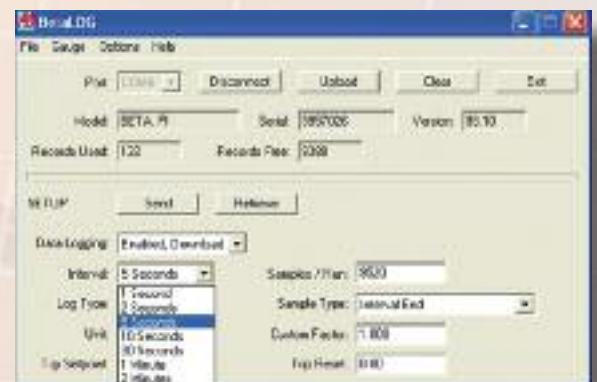 BetaLOG
File Gauge Options Help
Port: Disconnect Upload Clear Exit
Model: BETA, PI Serial: Version:
Records Used: Records Free:
SETUP Send Retrieve
Data Logging: Enabled, Download
Interval: 5 Seconds Samples / Man:
Log Type Sample Type: Interval End
1 Second
2 Seconds
5 Seconds
10 Seconds
30 Seconds
1 Minute
2 Minutes
Unit Custom Factor: 1.000
Trip Setpoint Trip Reset: 0.00